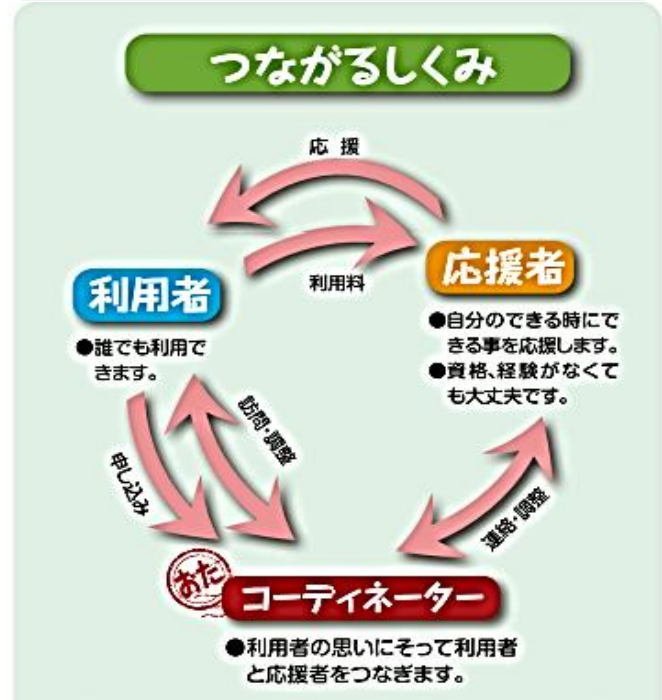 つながるしくみ
応 援
利用料
利用者
●誰でも利用で
きます。
応援者
●自分のできる時にで
きる事を応援します。
●資格、経験がなくて
も大丈夫です。
申し込み
訪問・調整
連絡・調整
おた
コーディネーター
●利用者の思いにそって利用者
と応援者をつなぎます。